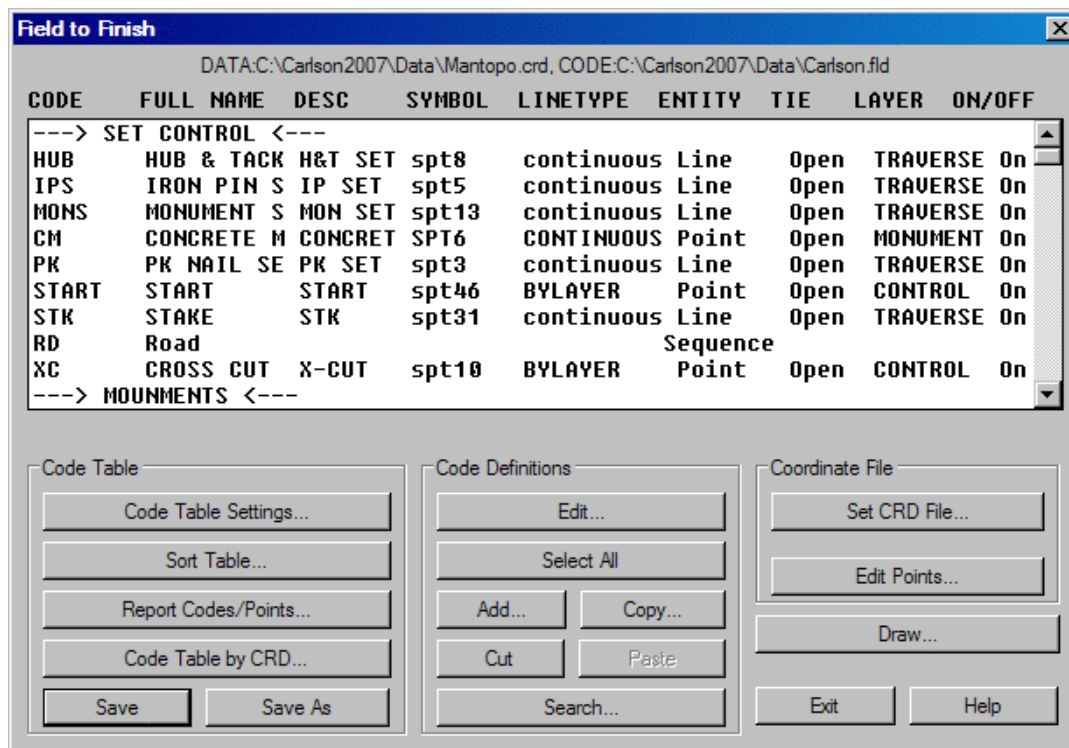 Field to Finish
DATA:C:\Carlson2007\Data\Mantopo.crd, CODE:C:\Carlson2007\Data\Carlson.fld
CODE FULL NAME DESC SYMBOL LINETYPE ENTITY TIE LAYER ON/OFF
---> SET CONTROL <---
HUB HUB & TACK H&T SET spt8 continuous Line Open TRAVERSE On
IPS IRON PIN S IP SET spt5 continuous Line Open TRAVERSE On
MONS MONUMENT S MON SET spt13 continuous Line Open TRAVERSE On
CM CONCRETE M CONCRET SPT6 CONTINUOUS Point Open MONUMENT On
PK PK NAIL SE PK SET spt3 continuous Line Open TRAVERSE On
START START START spt46 BYLAYER Point Open CONTROL On
STK STAKE STK spt31 continuous Line Open TRAVERSE On
RD Road Sequence
XC CROSS CUT X-CUT spt10 BYLAYER Point Open CONTROL On
---> MOUNMENTS <---
Code Table
Code Table Settings...
Sort Table...
Report Codes/Points...
Code Table by CRD...
Save Save As
Code Definitions
Edit...
Select All
Add... Copy...
Cut Paste
Search...
Coordinate File
Set CRD File...
Edit Points...
Draw...
Exit Help